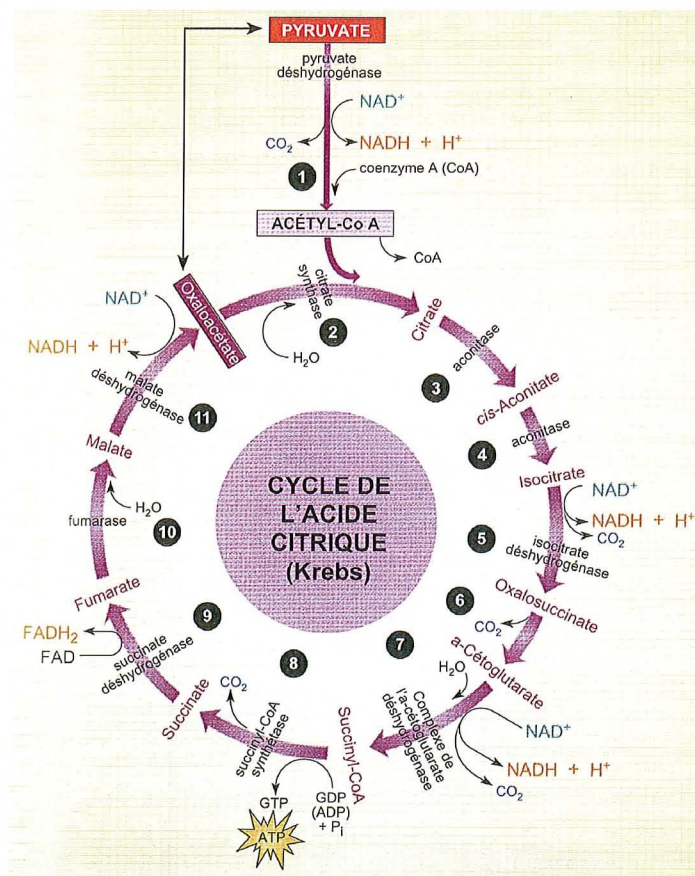 PYRUVATE
pyruvate
déshydrogénase
NAD⁺
CO₂
NADH + H⁺
1
coenzyme A (CoA)
ACÉTYL-Co A
CoA
Oxaloacétate
citrate
synthase
2
H₂O
Citrate
aconitase
3
cis-Aconitate
aconitase
4
Isocitrate
NAD⁺
NADH + H⁺
CO₂
5
isocitrate
déshydrogénase
Oxalosuccinate
6
CO₂
a-Cétoglutarate
7
H₂O
Complexe de
l'a-cétoglutarate
déshydrogénase
NAD⁺
NADH + H⁺
CO₂
Succinyl-CoA
8
CO₂
succinyl-CoA
synthétase
GTP
GDP
(ADP)
+ Pi
ATP
Succinate
9
succinate
déshydrogénase
FADH₂
FAD
Fumarate
10
fumarase
H₂O
Malate
11
malate
déshydrogénase
NAD⁺
NADH + H⁺
CYCLE DE
L'ACIDE
CITRIQUE
(Krebs)